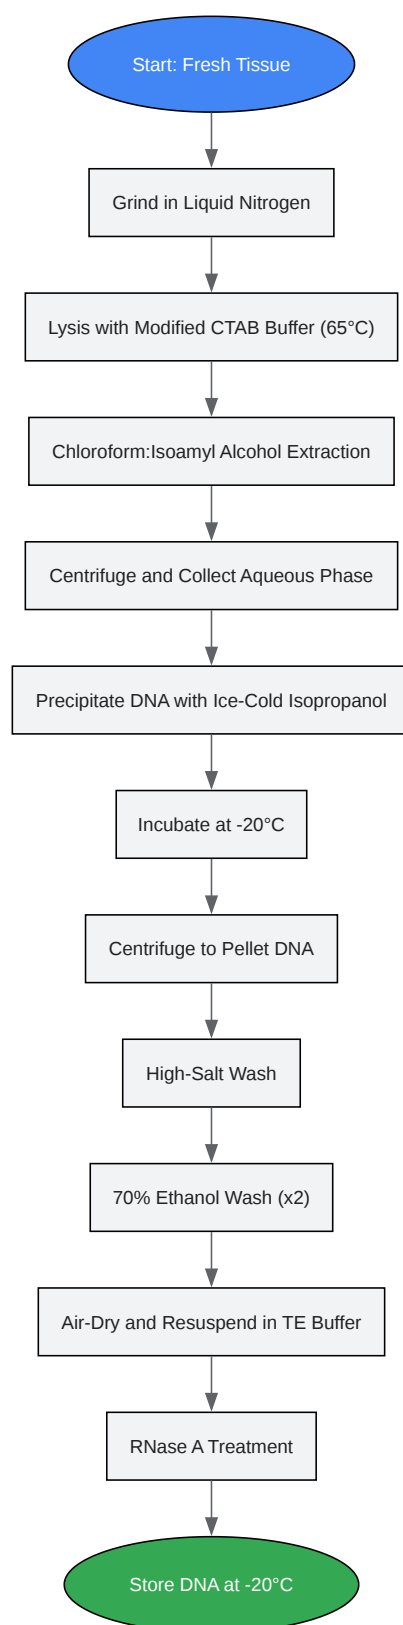 Start: Fresh Tissue
Grind in Liquid Nitrogen
Lysis with Modified CTAB Buffer (65°C)
Chloroform:Isoamyl Alcohol Extraction
Centrifuge and Collect Aqueous Phase
Precipitate DNA with Ice-Cold Isopropanol
Incubate at -20°C
Centrifuge to Pellet DNA
High-Salt Wash
70% Ethanol Wash (x2)
Air-Dry and Resuspend in TE Buffer
RNase A Treatment
Store DNA at -20°C